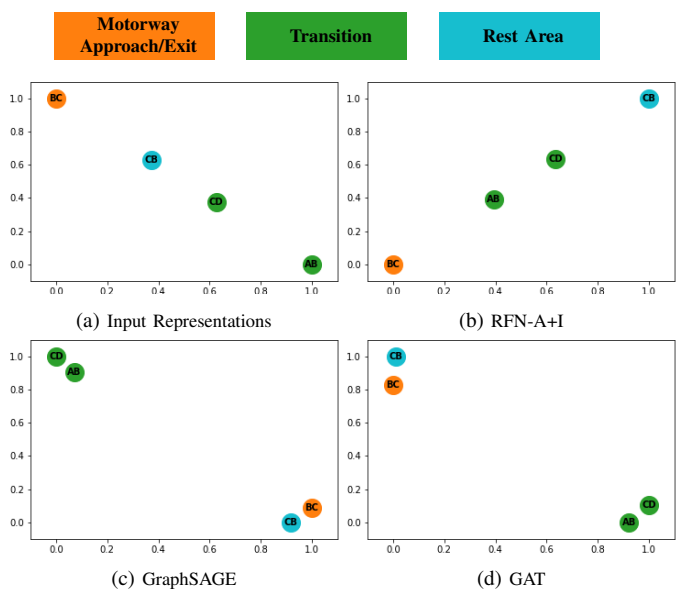 Motorway
Approach/Exit
Transition
Rest Area
1.0
0.8
0.6
0.4
0.2
0.0
BC
CB
CD
AB
0.0 0.2 0.4 0.6 0.8 1.0
(a) Input Representations
1.0
0.8
0.6
0.4
0.2
0.0
CB
CD
AB
BC
0.0 0.2 0.4 0.6 0.8 1.0
(b) RFN-A+I
1.0
0.8
0.6
0.4
0.2
0.0
CD
AB
BC
CB
0.0 0.2 0.4 0.6 0.8 1.0
(c) GraphSAGE
1.0
0.8
0.6
0.4
0.2
0.0
CB
BC
CD
AB
0.0 0.2 0.4 0.6 0.8 1.0
(d) GAT